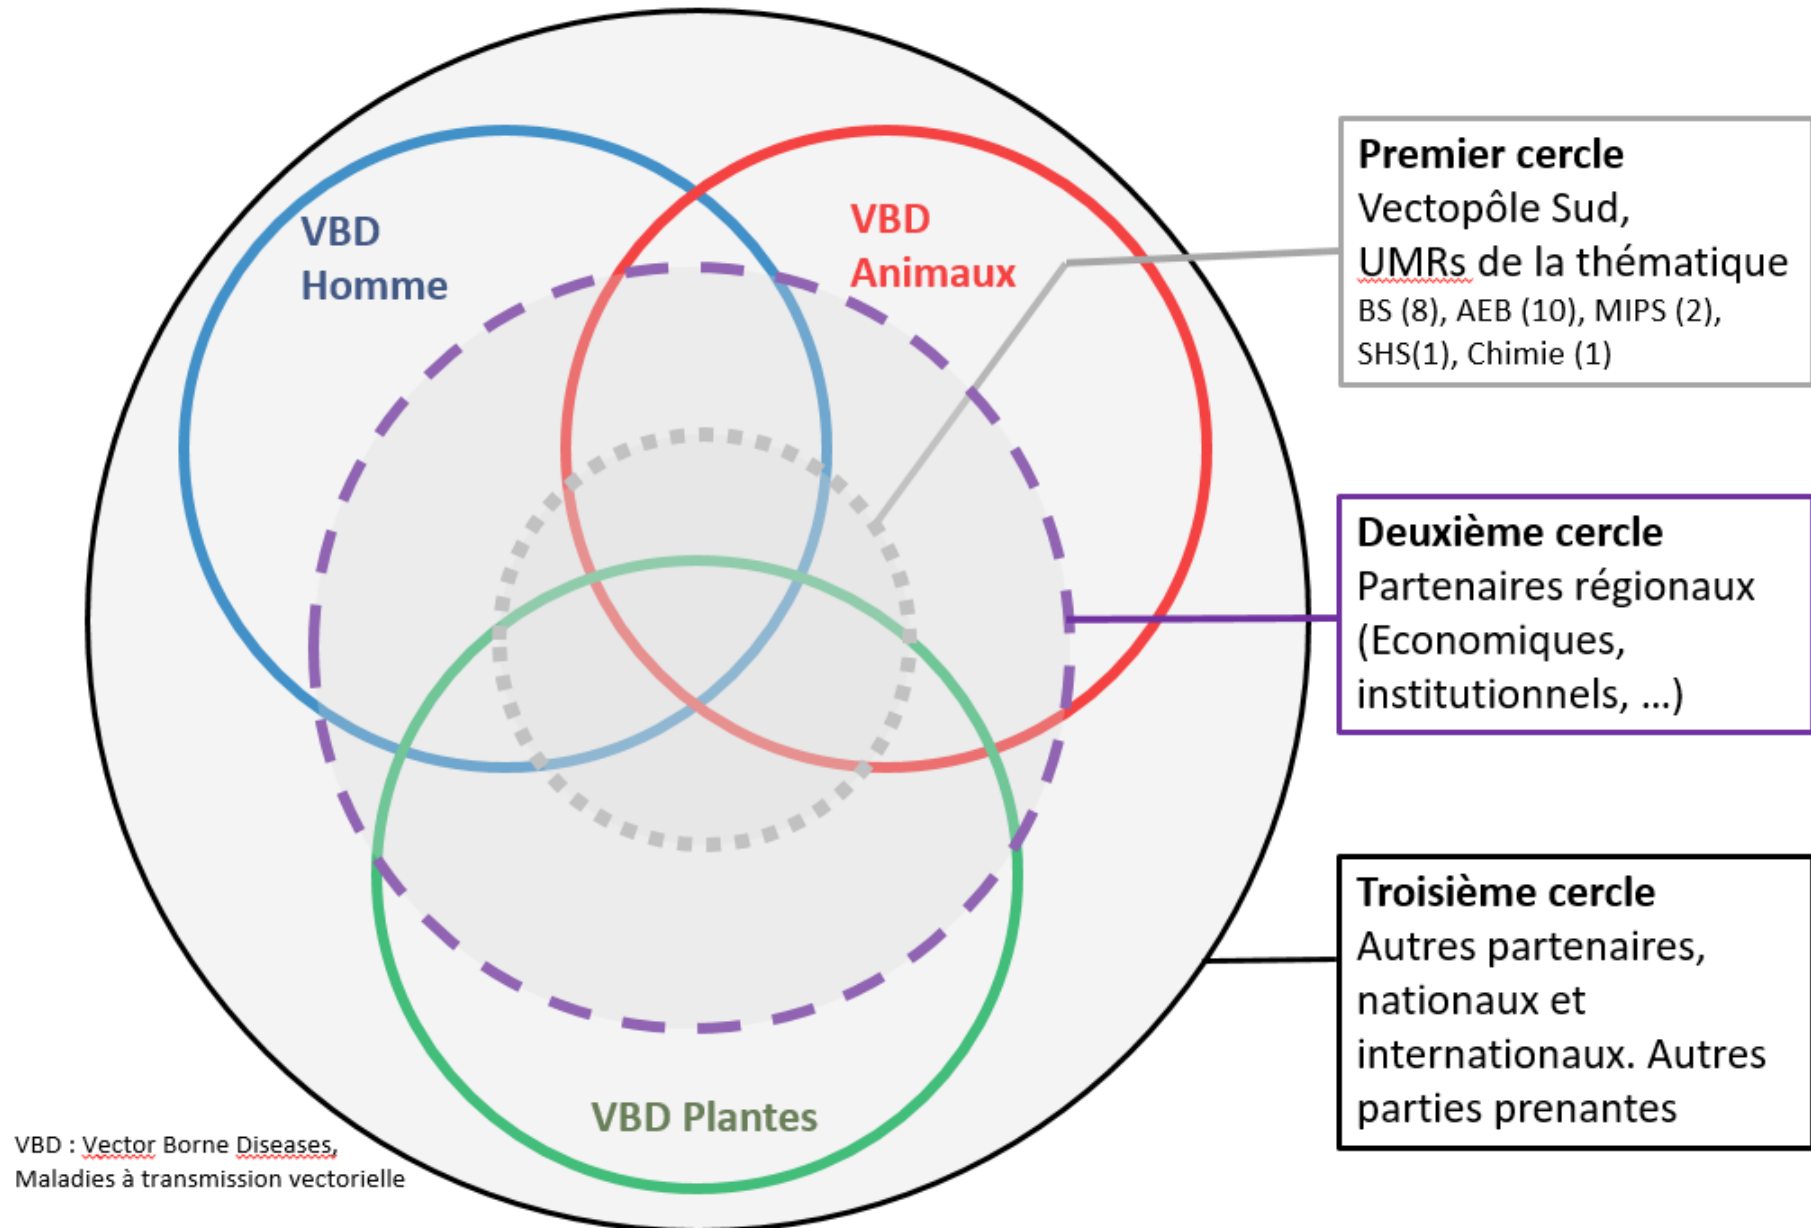 VBD
Homme
VBD
Animaux
VBD Plantes
VBD : Vector Borne Diseases,
Maladies à transmission vectorielle
Premier cercle
Vectopôle Sud,
UMRs de la thématique
BS (8), AEB (10), MIPS (2),
SHS(1), Chimie (1)
Deuxième cercle
Partenaires régionaux
(Economiques,
institutionnels, ...)
Troisième cercle
Autres partenaires,
nationaux et
internationaux. Autres
parties prenantes